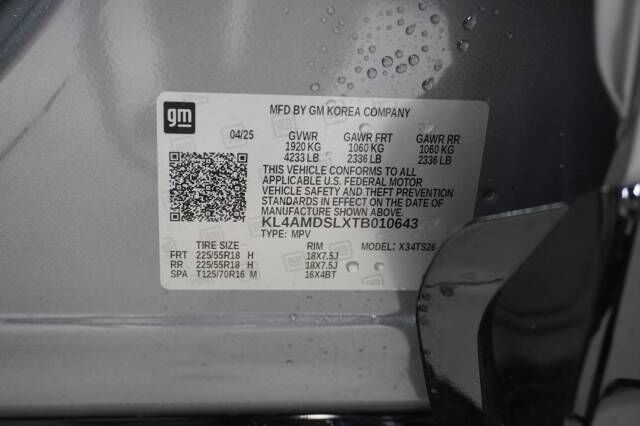 gm
MFD BY GM KOREA COMPANY
04/25 GVWR GAWR FRT GAWR RR
1920 KG 1060 KG 1060 KG
4233 LB 2336 LB 2336 LB
THIS VEHICLE CONFORMS TO ALL
APPLICABLE U.S. FEDERAL MOTOR
VEHICLE SAFETY AND THEFT PREVENTION
STANDARDS IN EFFECT ON THE DATE OF
MANUFACTURE SHOWN ABOVE.
KL4AMDSLXTB010643
TYPE: MPV
TIRE SIZE RIM MODEL: X34TS26
FRT 225/55R18 H 18X7.5J
RR 225/55R18 H 18X7.5J
SPA T125/70R16 M 16X4BT